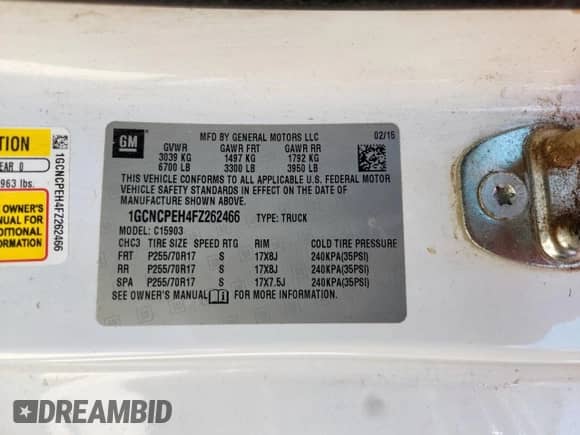 TION
EAR 0
963 lbs.
OWNER'S
NUAL FOR
DITIONAL
RMATION
1GCNCPEH4FZ262466
GM
MFD BY GENERAL MOTORS LLC 02/15
GVWR GAWR FRT GAWR RR
3039 KG 1497 KG 1792 KG
6700 LB 3300 LB 3950 LB
THIS VEHICLE CONFORMS TO ALL APPLICABLE U.S. FEDERAL MOTOR
VEHICLE SAFETY STANDARDS IN EFFECT ON THE DATE OF
MANUFACTURE SHOWN ABOVE.
1GCNCPEH4FZ262466 TYPE: TRUCK
MODEL: C15903
CHC3 TIRE SIZE SPEED RTG RIM COLD TIRE PRESSURE
FRT P255/70R17 S 17X8J 240KPA(35PSI)
RR P255/70R17 S 17X8J 240KPA(35PSI)
SPA P255/70R17 S 17X7.5J 240KPA(35PSI)
SEE OWNER'S MANUAL FOR MORE INFORMATION.
DREAMBID